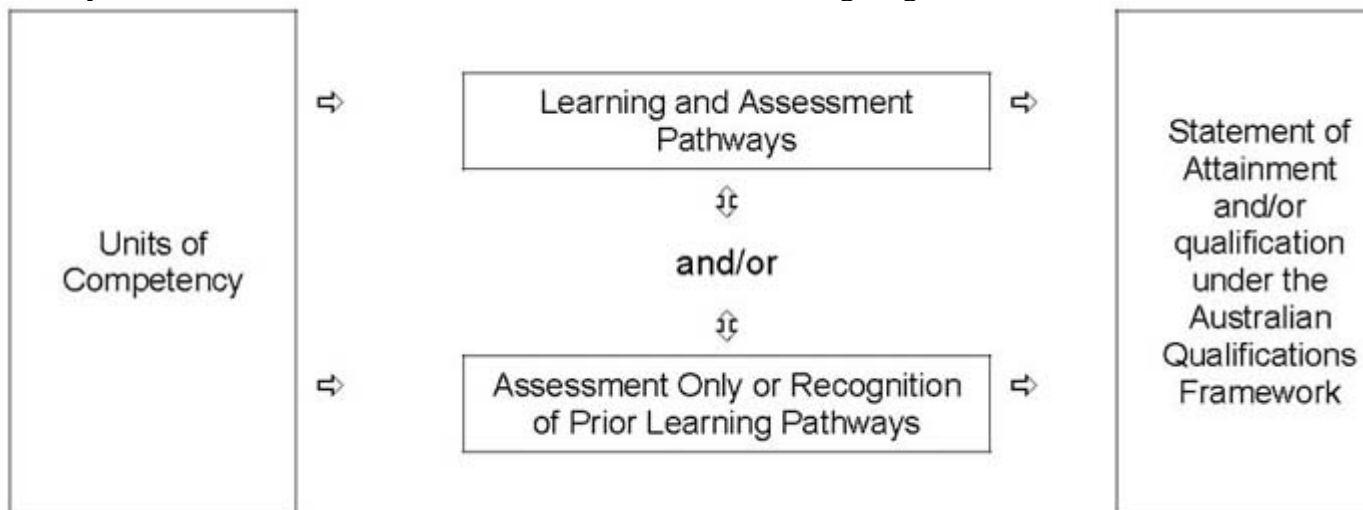 Units of
Competency
Learning and Assessment
Pathways
and/or
Assessment Only or Recognition
of Prior Learning Pathways
Statement of
Attainment
and/or
qualification
under the
Australian
Qualifications
Framework